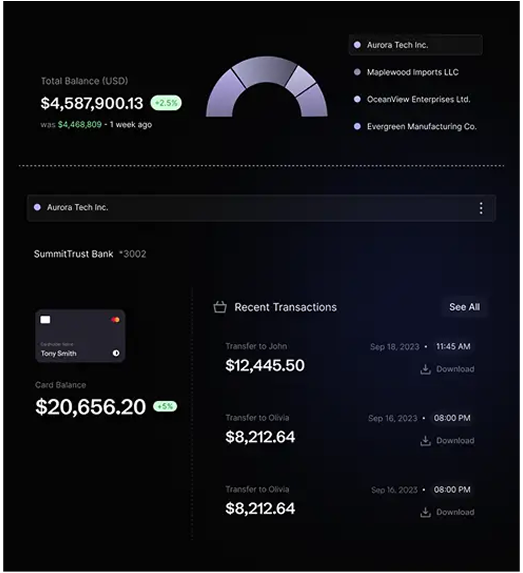 Total Balance (USD)
$4,587,900.13 +2.5%
was $4,468,809 - 1 week ago
Aurora Tech Inc.
Maplewood Imports LLC
OceanView Enterprises Ltd.
Evergreen Manufacturing Co.
Aurora Tech Inc.
SummitTrust Bank *3002
Cardholder Name
Tony Smith
Card Balance
$20,656.20 +5%
Recent Transactions See All
Transfer to John Sep 18, 2023 • 11:45 AM
$12,445.50 Download
Transfer to Olivia Sep 16, 2023 • 08:00 PM
$8,212.64 Download
Transfer to Olivia Sep 16, 2023 • 08:00 PM
$8,212.64 Download